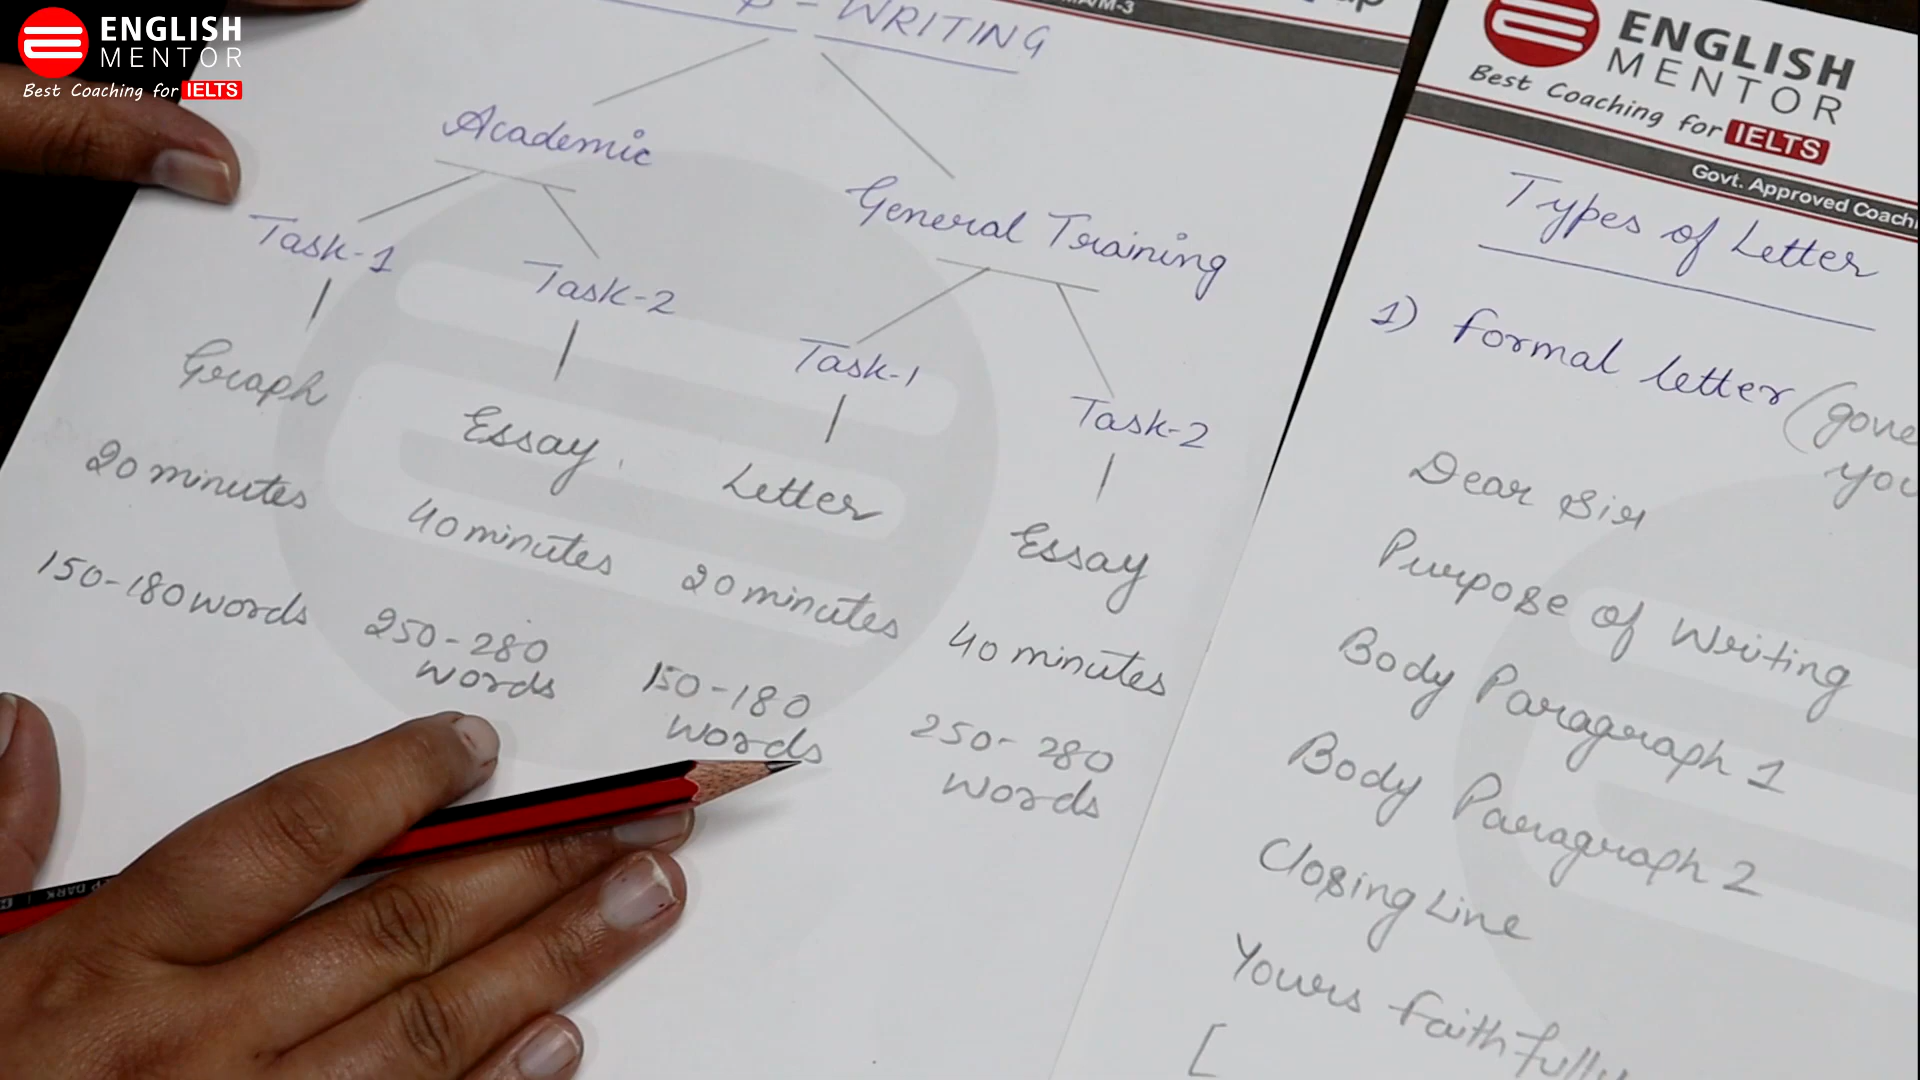 ENGLISH
MENTOR
Best Coaching for IELTS
WRITING
Academic
General Training
Task-1
Task-2
Task-1
Task-2
Graph
Essay
Letter
Essay
20 minutes
40 minutes
20 minutes
40 minutes
150-180 words
250-280
words
150-180
words
250-280
words
ENGLISH
MENTOR
Best Coaching for IELTS
Govt. Approved Coachi
Types of Letter
1) Formal letter (gove
you
Dear Sir
Purpose of Writing
Body Paragraph 1
Body Paragraph 2
Closing Line
Yours Faithfully
[